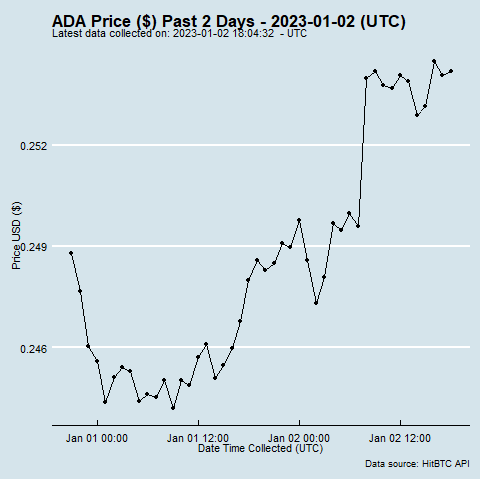 ADA Price ($) Past 2 Days - 2023-01-02 (UTC)
Latest data collected on: 2023-01-02 18:04:32  - UTC
0.252
Price USD ($)
0.249
0.246
Jan 01 00:00
Jan 01 12:00
Jan 02 00:00
Jan 02 12:00
Date Time Collected (UTC)
Data source: HitBTC API